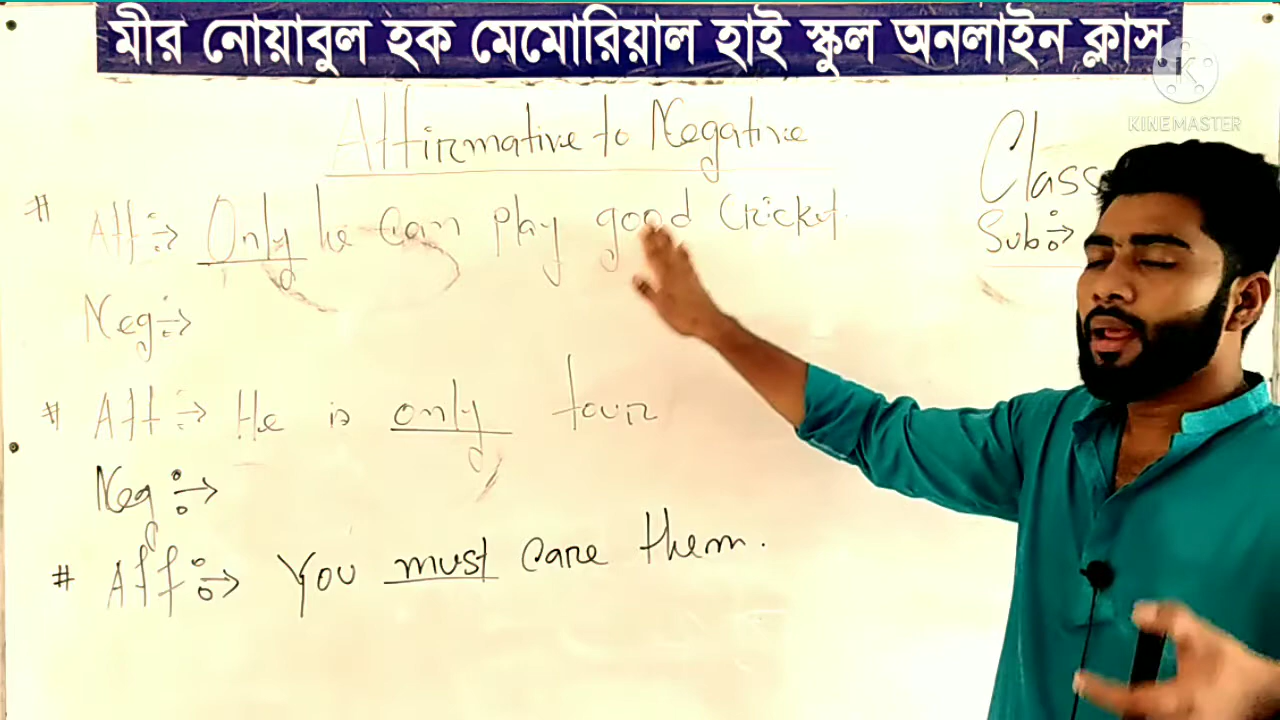 মীর নোয়াবুল হক মেমোরিয়াল হাই স্কুল অনলাইন ক্লাস
KINEMASTER
Affirmative to Negative
Class
Sub:→
# Aff:→ Only he can play good Cricket.
Neg:→
# Aff:→ He is only four
Neg:→
# Aff:→ You must care them.